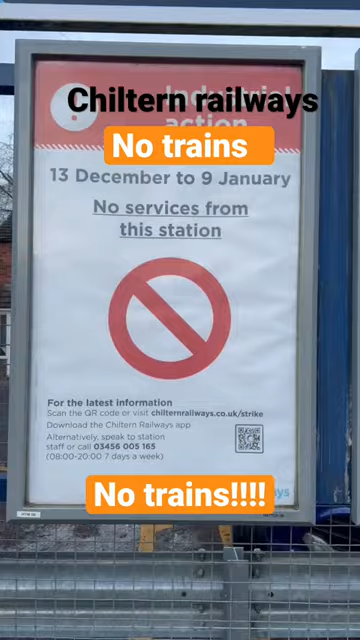 Industrial
Chiltern railways
action
No trains
13 December to 9 January
No services from
this station
For the latest information
Scan the QR code or visit chilternrailways.co.uk/strike
Download the Chiltern Railways app
Alternatively, speak to station
staff or call 03456 005 165
(08:00-20:00 7 days a week)
No trains!!!!